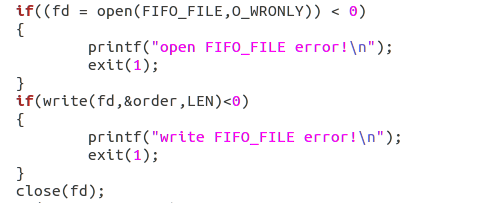 if((fd = open(FIFO_FILE,O_WRONLY)) < 0)
{
        printf("open FIFO_FILE error!\n");
        exit(1);
}
if(write(fd,&order,LEN)<0)
{
        printf("write FIFO_FILE error!\n");
        exit(1);
}
close(fd);